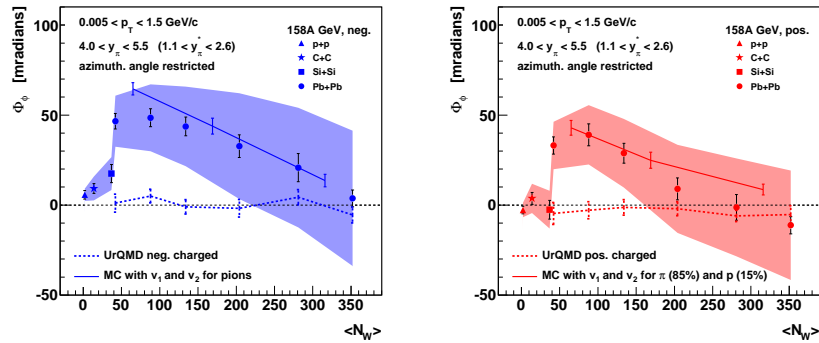 0.005 < p_T < 1.5 GeV/c
4.0 < y_π < 5.5 (1.1 < y*_π < 2.6)
azimuth. angle restricted
158A GeV, neg.
p+p
C+C
Si+Si
Pb+Pb
Φ_ϕ [mradians]
100
50
0
-50
UrQMD neg. charged
MC with v_1 and v_2 for pions
0 50 100 150 200 250 300 350 400
<N_W>
0.005 < p_T < 1.5 GeV/c
4.0 < y_π < 5.5 (1.1 < y*_π < 2.6)
azimuth. angle restricted
158A GeV, pos.
p+p
C+C
Si+Si
Pb+Pb
Φ_ϕ [mradians]
100
50
0
-50
UrQMD pos. charged
MC with v_1 and v_2 for π (85%) and p (15%)
0 50 100 150 200 250 300 350 400
<N_W>